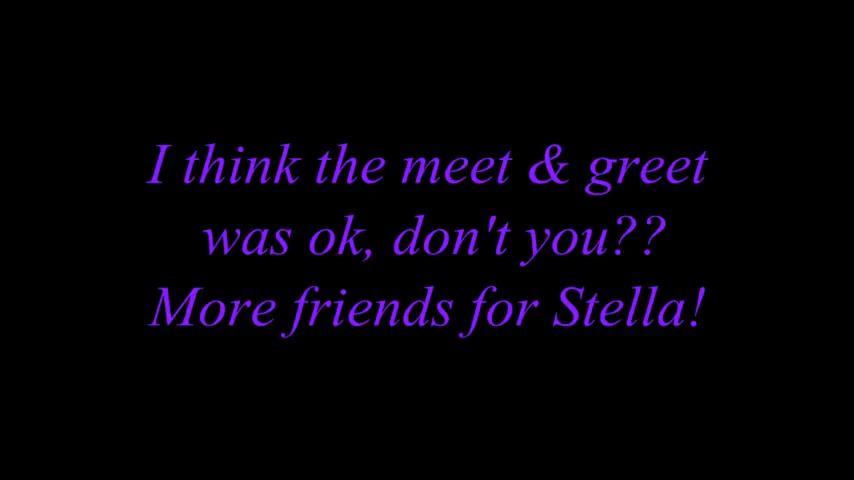 I think the meet & greet
was ok, don't you??
More friends for Stella!